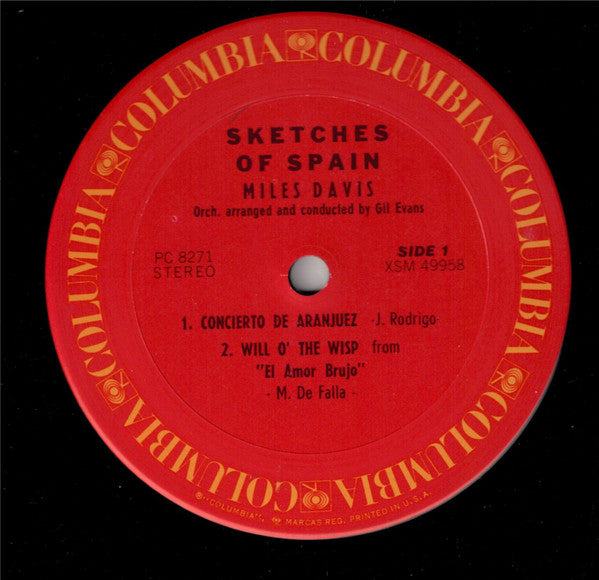 COLUMBIA COLUMBIA COLUMBIA COLUMBIA COLUMBIA COLUMBIA
SKETCHES
OF SPAIN
MILES DAVIS
Orch. arranged and conducted by Gil Evans
PC 8271
STEREO
SIDE 1
XSM 49958
1. CONCIERTO DE ARANJUEZ -J. Rodrigo-
2. WILL O' THE WISP from
"El Amor Brujo"
- M. De Falla -
®"COLUMBIA", MARCAS REG. PRINTED IN U.S.A.